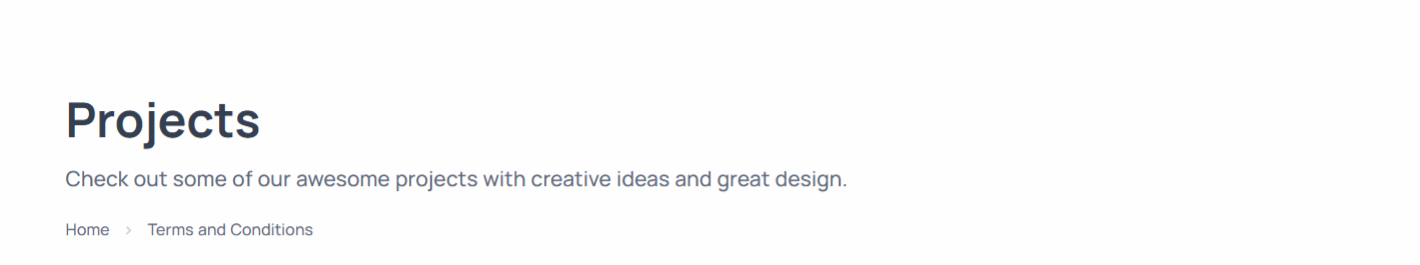 Projects
Check out some of our awesome projects with creative ideas and great design.
Home > Terms and Conditions